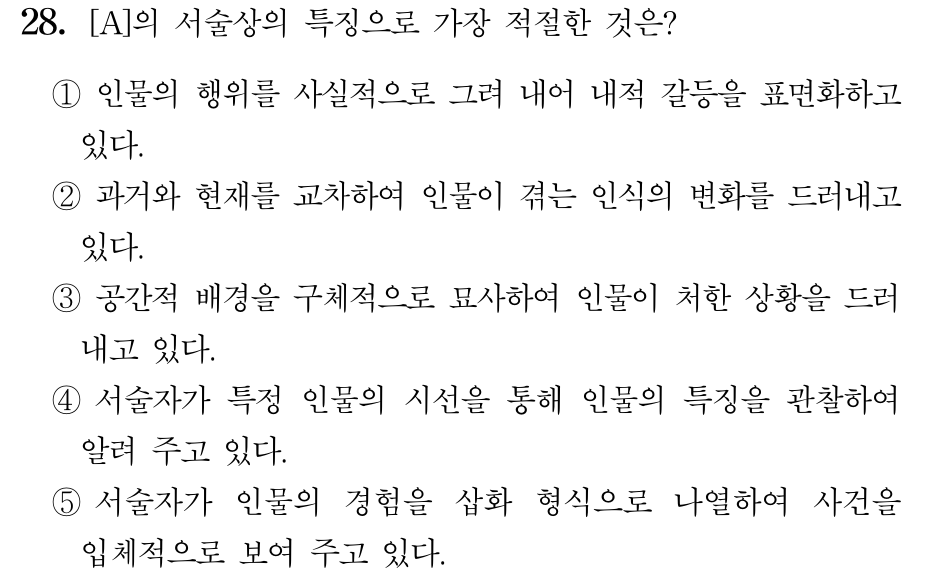 28. [A]의 서술상의 특징으로 가장 적절한 것은?
① 인물의 행위를 사실적으로 그려 내어 내적 갈등을 표면화하고
있다.
② 과거와 현재를 교차하여 인물이 겪는 인식의 변화를 드러내고
있다.
③ 공간적 배경을 구체적으로 묘사하여 인물이 처한 상황을 드러
내고 있다.
④ 서술자가 특정 인물의 시선을 통해 인물의 특징을 관찰하여
알려 주고 있다.
⑤ 서술자가 인물의 경험을 삽화 형식으로 나열하여 사건을
입체적으로 보여 주고 있다.